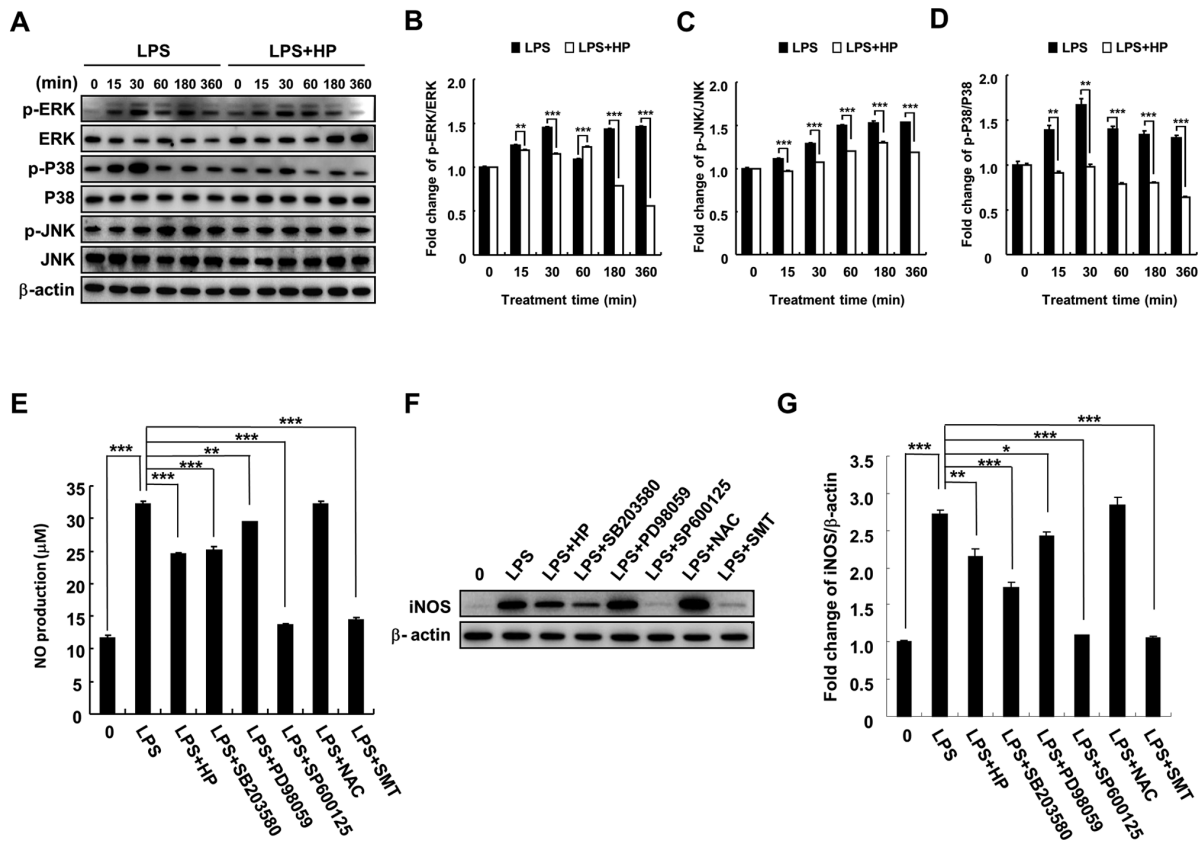 A
LPS LPS+HP
(min) 0 15 30 60 180 360 0 15 30 60 180 360
p-ERK
ERK
p-P38
P38
p-JNK
JNK
β-actin
B
LPS LPS+HP
Fold change of p-ERK/ERK
2.0
1.5
1.0
0.5
0
** *** *** *** ***
0 15 30 60 180 360
Treatment time (min)
C
LPS LPS+HP
Fold change of p-JNK/JNK
2.0
1.5
1.0
0.5
0
*** *** *** *** ***
0 15 30 60 180 360
Treatment time (min)
D
LPS LPS+HP
Fold change of p-P38/P38
2.0
1.5
1.0
0.5
0
** ** *** *** ***
0 15 30 60 180 360
Treatment time (min)
E
***
***
**
*** ***
***
NO production (μM)
35
30
25
20
15
10
5
0
0 LPS LPS+HP LPS+SB203580 LPS+PD98059 LPS+SP600125 LPS+NAC LPS+SMT
F
0 LPS LPS+HP LPS+SB203580 LPS+PD98059 LPS+SP600125 LPS+NAC LPS+SMT
iNOS
β- actin
G
***
***
*** *
***
**
Fold change of iNOS/β-actin
3.5
3.0
2.5
2.0
1.5
1.0
0.5
0
0 LPS LPS+HP LPS+SB203580 LPS+PD98059 LPS+SP600125 LPS+NAC LPS+SMT